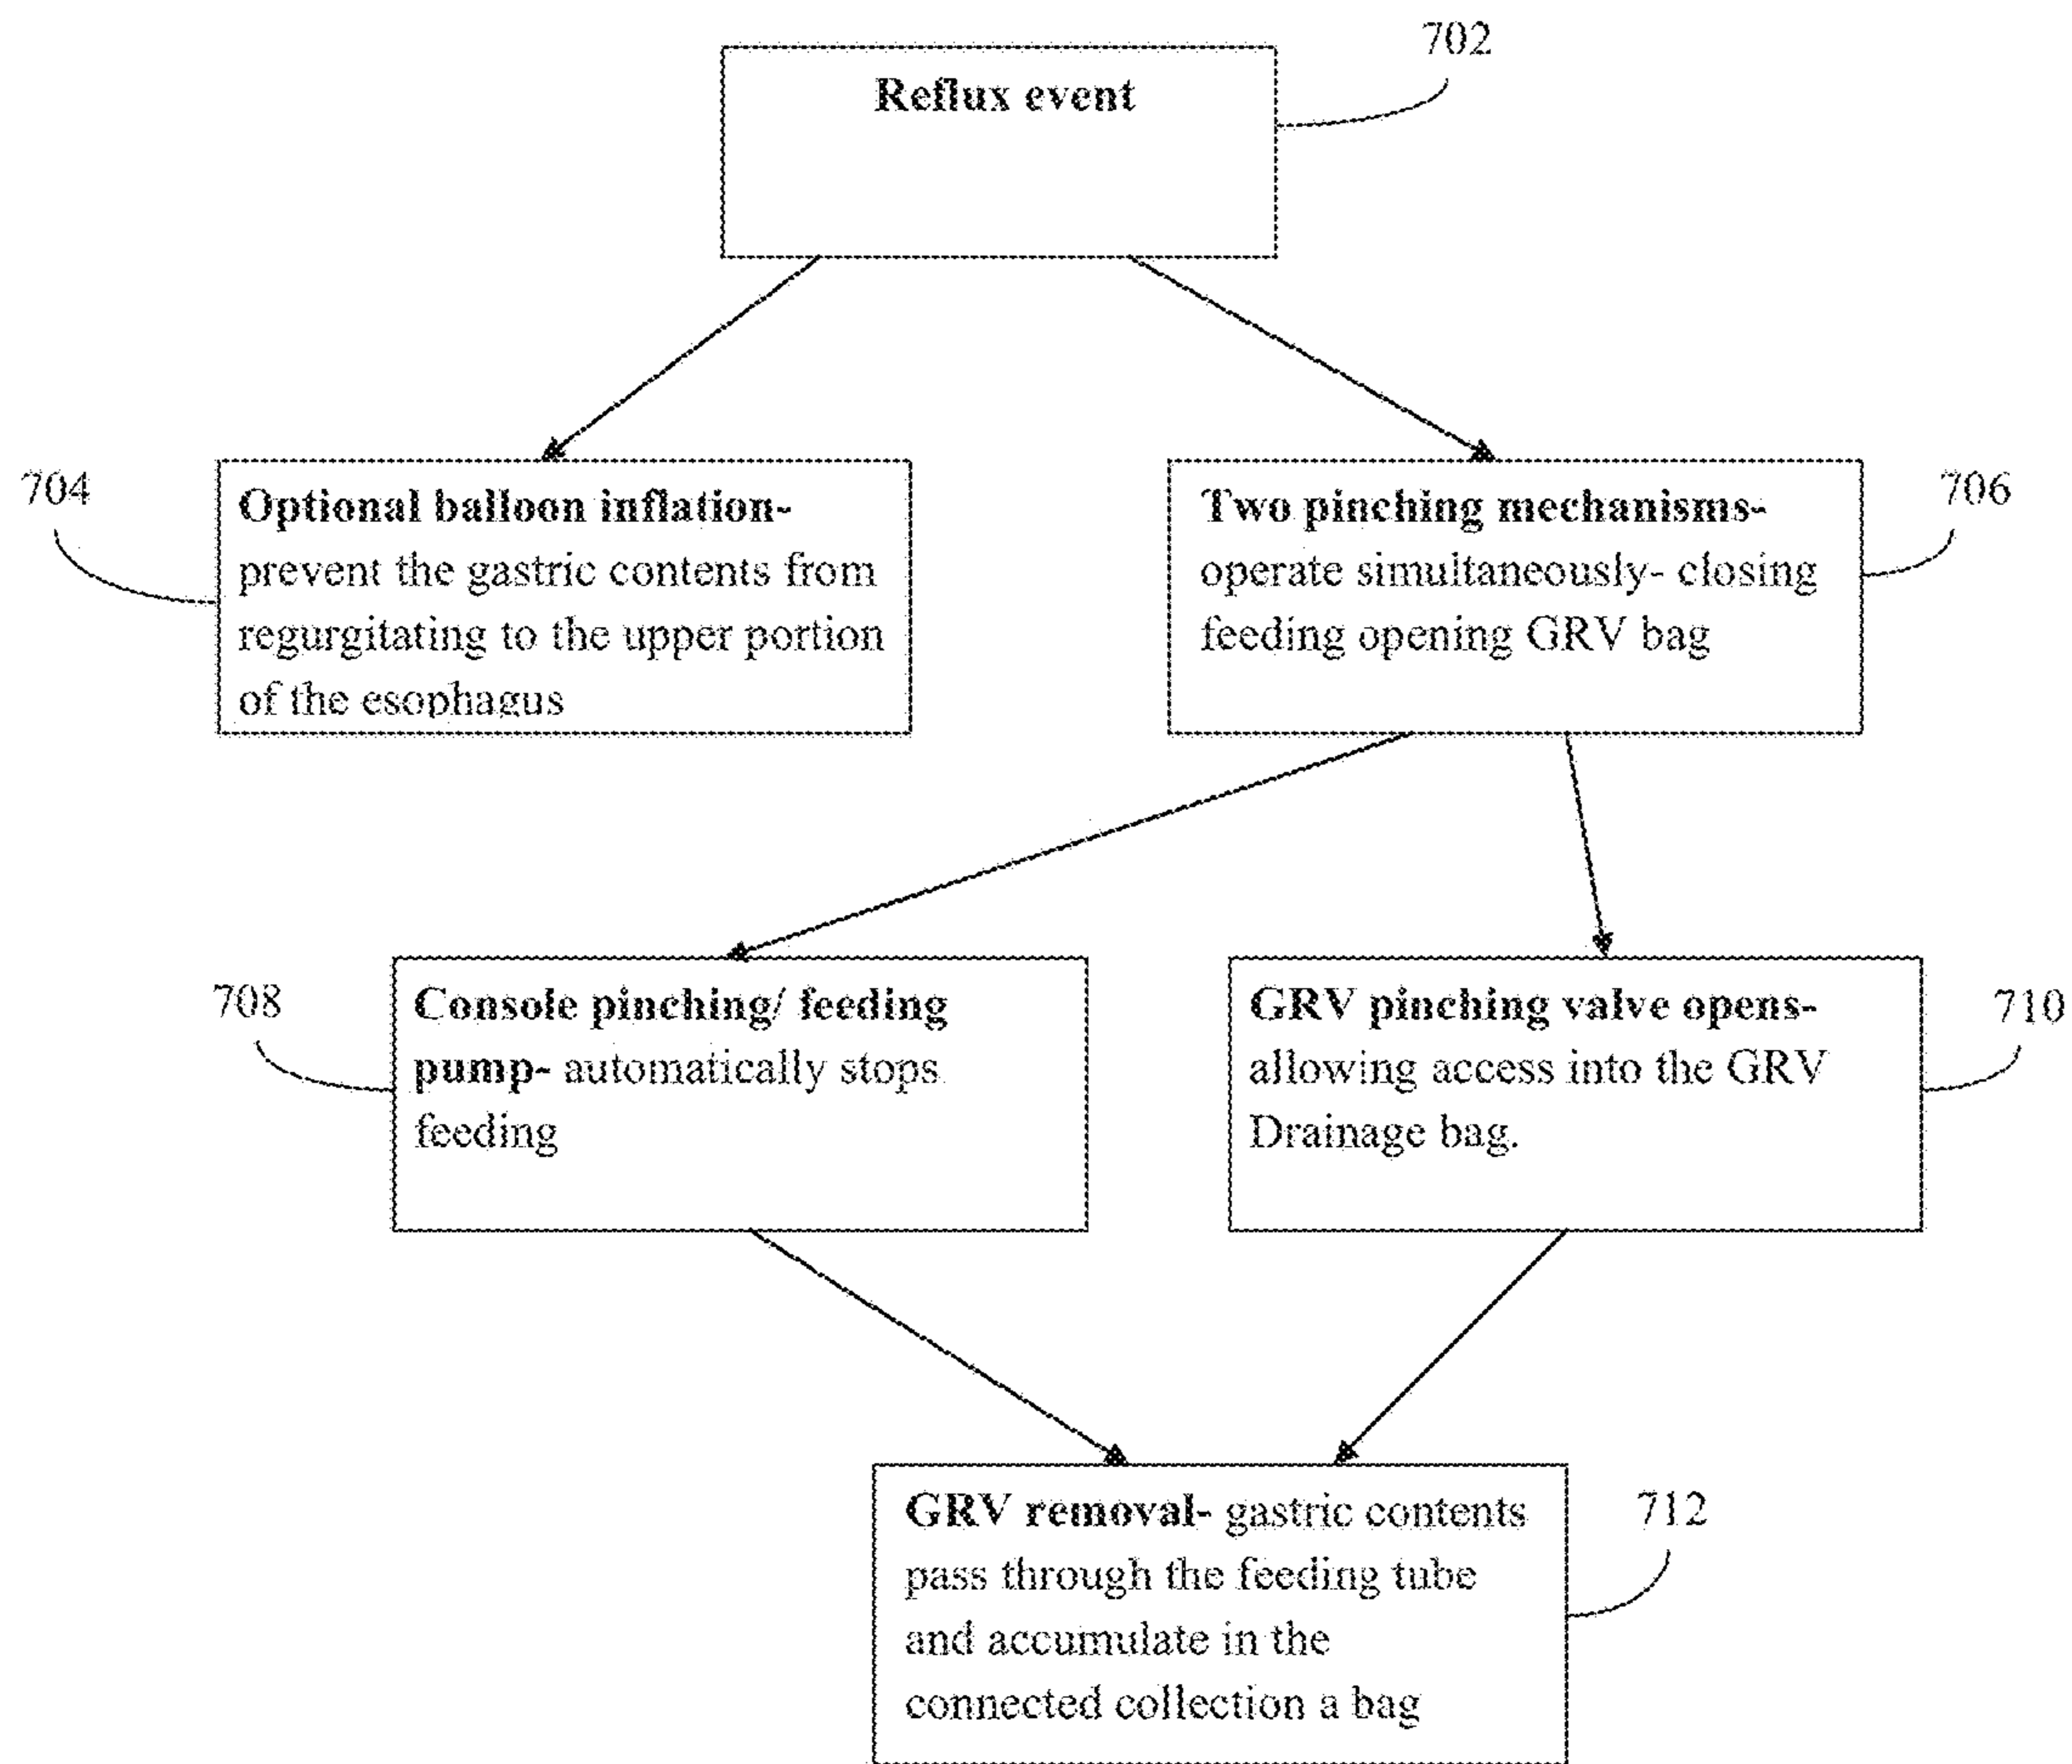 702
Reflux event
704
Optional balloon inflation-
prevent the gastric contents from
regurgitating to the upper portion
of the esophagus
706
Two pinching mechanisms-
operate simultaneously- closing
feeding opening GRV bag
708
Console pinching/ feeding
pump- automatically stops
feeding
710
GRV pinching valve opens-
allowing access into the GRV
Drainage bag.
712
GRV removal- gastric contents
pass through the feeding tube
and accumulate in the
connected collection a bag